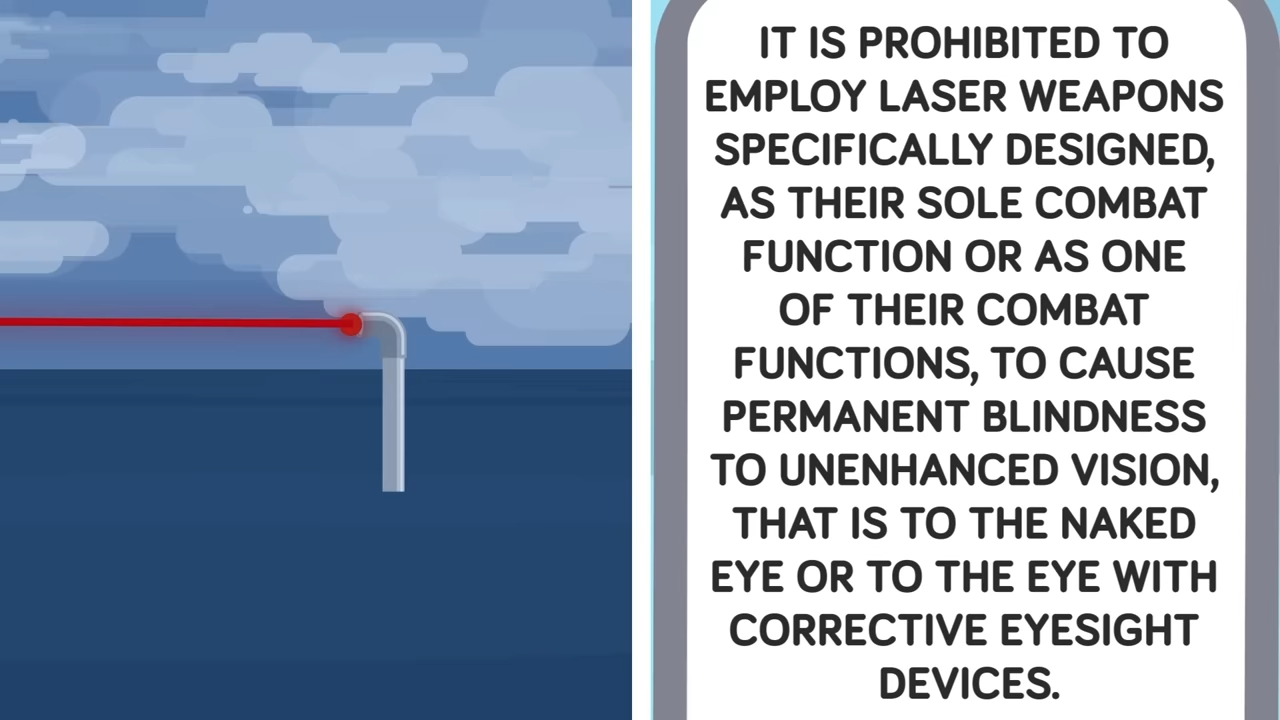 IT IS PROHIBITED TO
EMPLOY LASER WEAPONS
SPECIFICALLY DESIGNED,
AS THEIR SOLE COMBAT
FUNCTION OR AS ONE
OF THEIR COMBAT
FUNCTIONS, TO CAUSE
PERMANENT BLINDNESS
TO UNENHANCED VISION,
THAT IS TO THE NAKED
EYE OR TO THE EYE WITH
CORRECTIVE EYESIGHT
DEVICES.